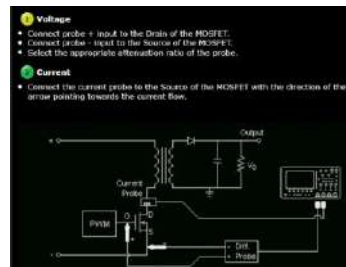 1 Voltage
• Connect probe + input to the Drain of the MOSFET.
• Connect probe - input to the Source of the MOSFET.
• Select the appropriate attenuation ratio of the probe.
2 Current
• Connect the current probe to the Source of the MOSFET with the direction of the
arrow pointing towards the current flow.
Output
Current
Probe
PWM
G
D
S
+ Diff.
- Probe